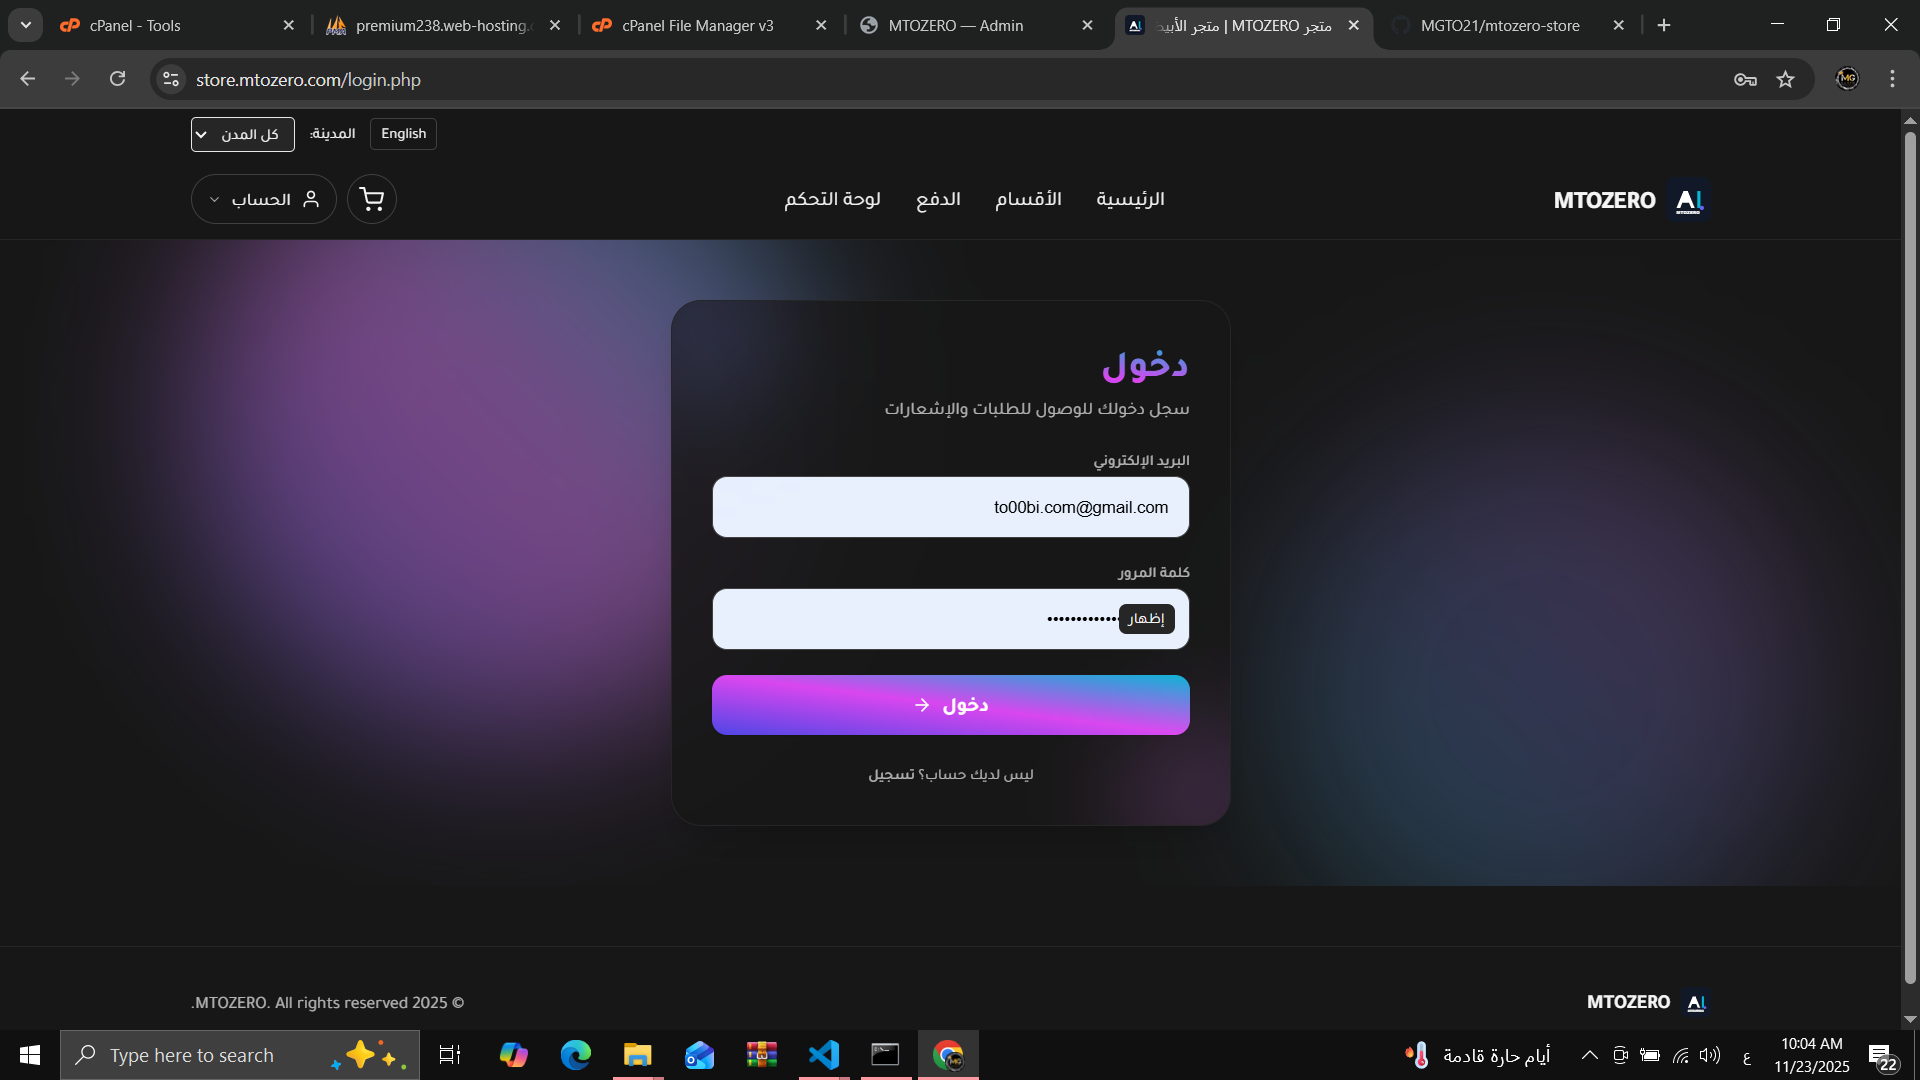 cPanel - Tools
premium238.web-hosting.
cPanel File Manager v3
MTOZERO — Admin
متجر MTOZERO | متجر الأبيض
MGTO21/mtozero-store
store.mtozero.com/login.php
English
المدينة:
كل المدن
MTOZERO
الرئيسية
الأقسام
الدفع
لوحة التحكم
الحساب
دخول
سجل دخولك للوصول للطلبات والإشعارات
البريد الإلكتروني
to00bi.com@gmail.com
كلمة المرور
إظهار
دخول
ليس لديك حساب؟ تسجيل
MTOZERO
© 2025 MTOZERO. All rights reserved.
Type here to search
أيام حارة قادمة
ع
10:04 AM
11/23/2025
22